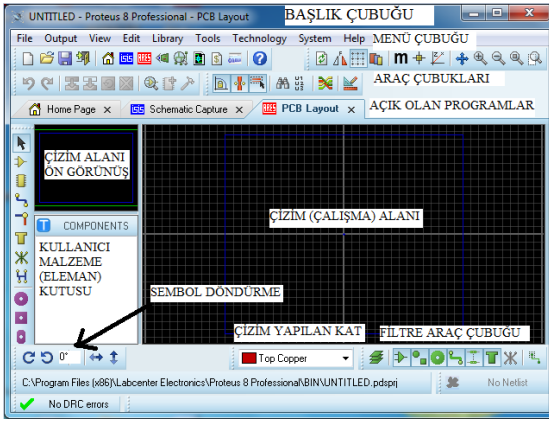 UNTITLED - Proteus 8 Professional - PCB Layout
BAŞLIK ÇUBUĞU
File Output View Edit Library Tools Technology System Help
MENÜ ÇUBUĞU
ARAÇ ÇUBUKLARI
Home Page
Schematic Capture
PCB Layout
AÇIK OLAN PROGRAMLAR
ÇİZİM ALANI
ÖN GÖRÜNÜŞ
ÇİZİM (ÇALIŞMA) ALANI
COMPONENTS
KULLANICI
MALZEME
(ELEMAN)
KUTUSU
SEMBOL DÖNDÜRME
ÇİZİM YAPILAN KAT
FİLTRE ARAÇ ÇUBUĞU
0°
Top Copper
C:\Program Files (x86)\Labcenter Electronics\Proteus 8 Professional\BIN\UNTITLED.pdsprj
No Netlist
No DRC errors